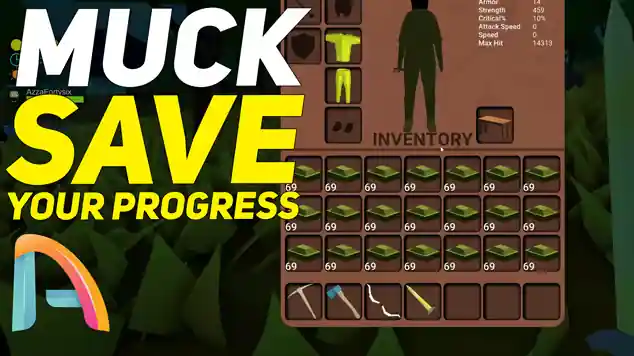 MUCK
SAVE
YOUR PROGRESS
AzzaFortysix
Armor 14
Strength 459
Critical% 10%
Attack Speed 0
Speed 0
Max Hit 14313
INVENTORY
69 69 69 69 69 69 69
69 69 69 69 69 69 69
69 69 69 69 69 69 69